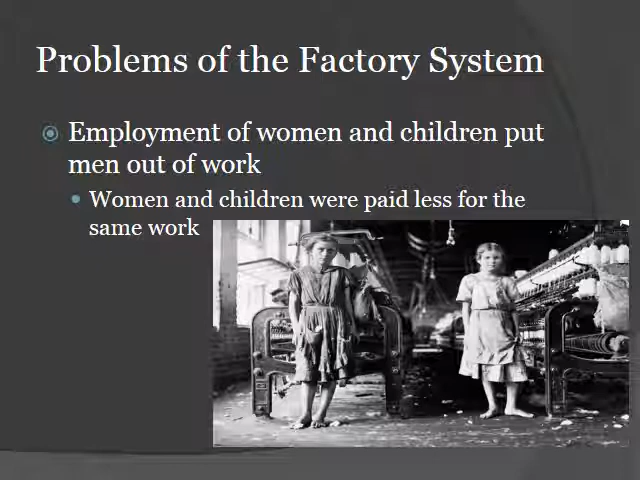 Problems of the Factory System
Employment of women and children put
men out of work
Women and children were paid less for the
same work